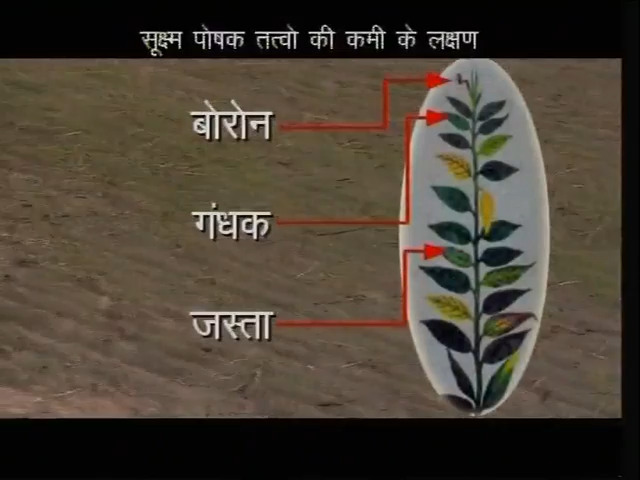 सूक्ष्म पोषक तत्वो की कमी के लक्षण
बोरोन
गंधक
जस्ता